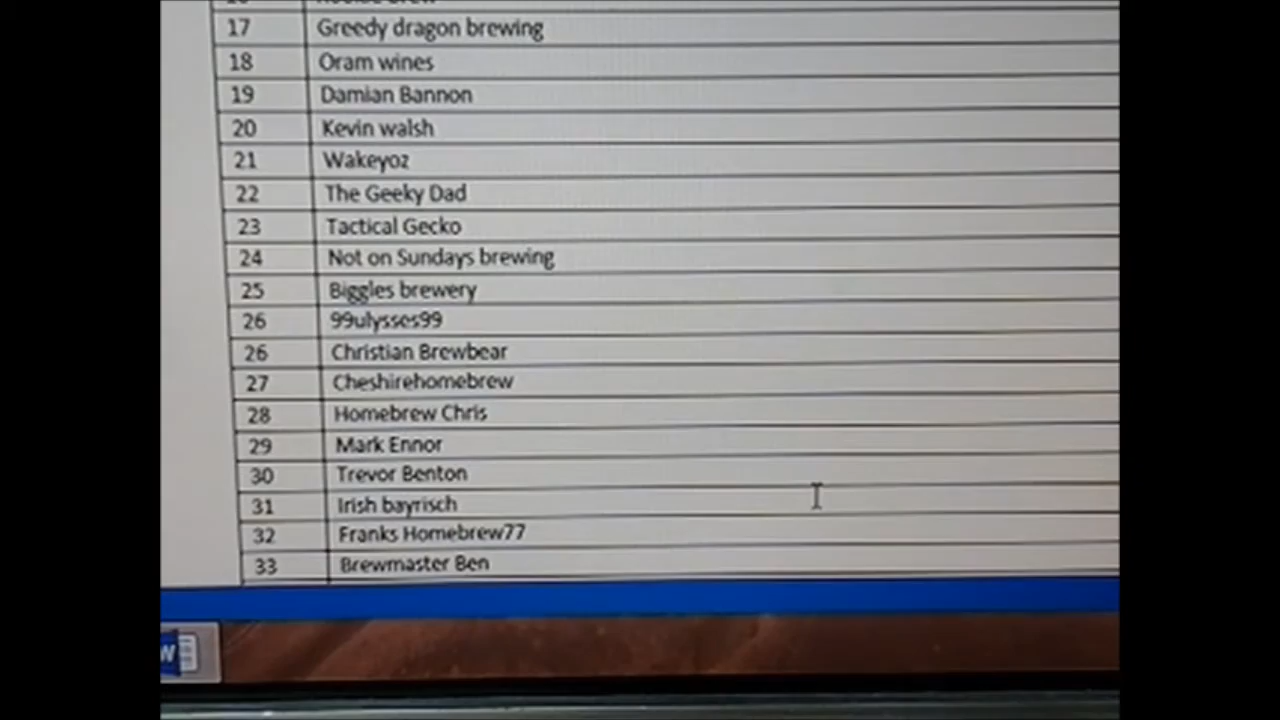 17 Greedy dragon brewing
18 Oram wines
19 Damian Bannon
20 Kevin walsh
21 Wakeyoz
22 The Geeky Dad
23 Tactical Gecko
24 Not on Sundays brewing
25 Biggles brewery
26 99ulysses99
26 Christian Brewbear
27 Cheshirehomebrew
28 Homebrew Chris
29 Mark Ennor
30 Trevor Benton
31 Irish bayrisch
32 Franks Homebrew77
33 Brewmaster Ben
W